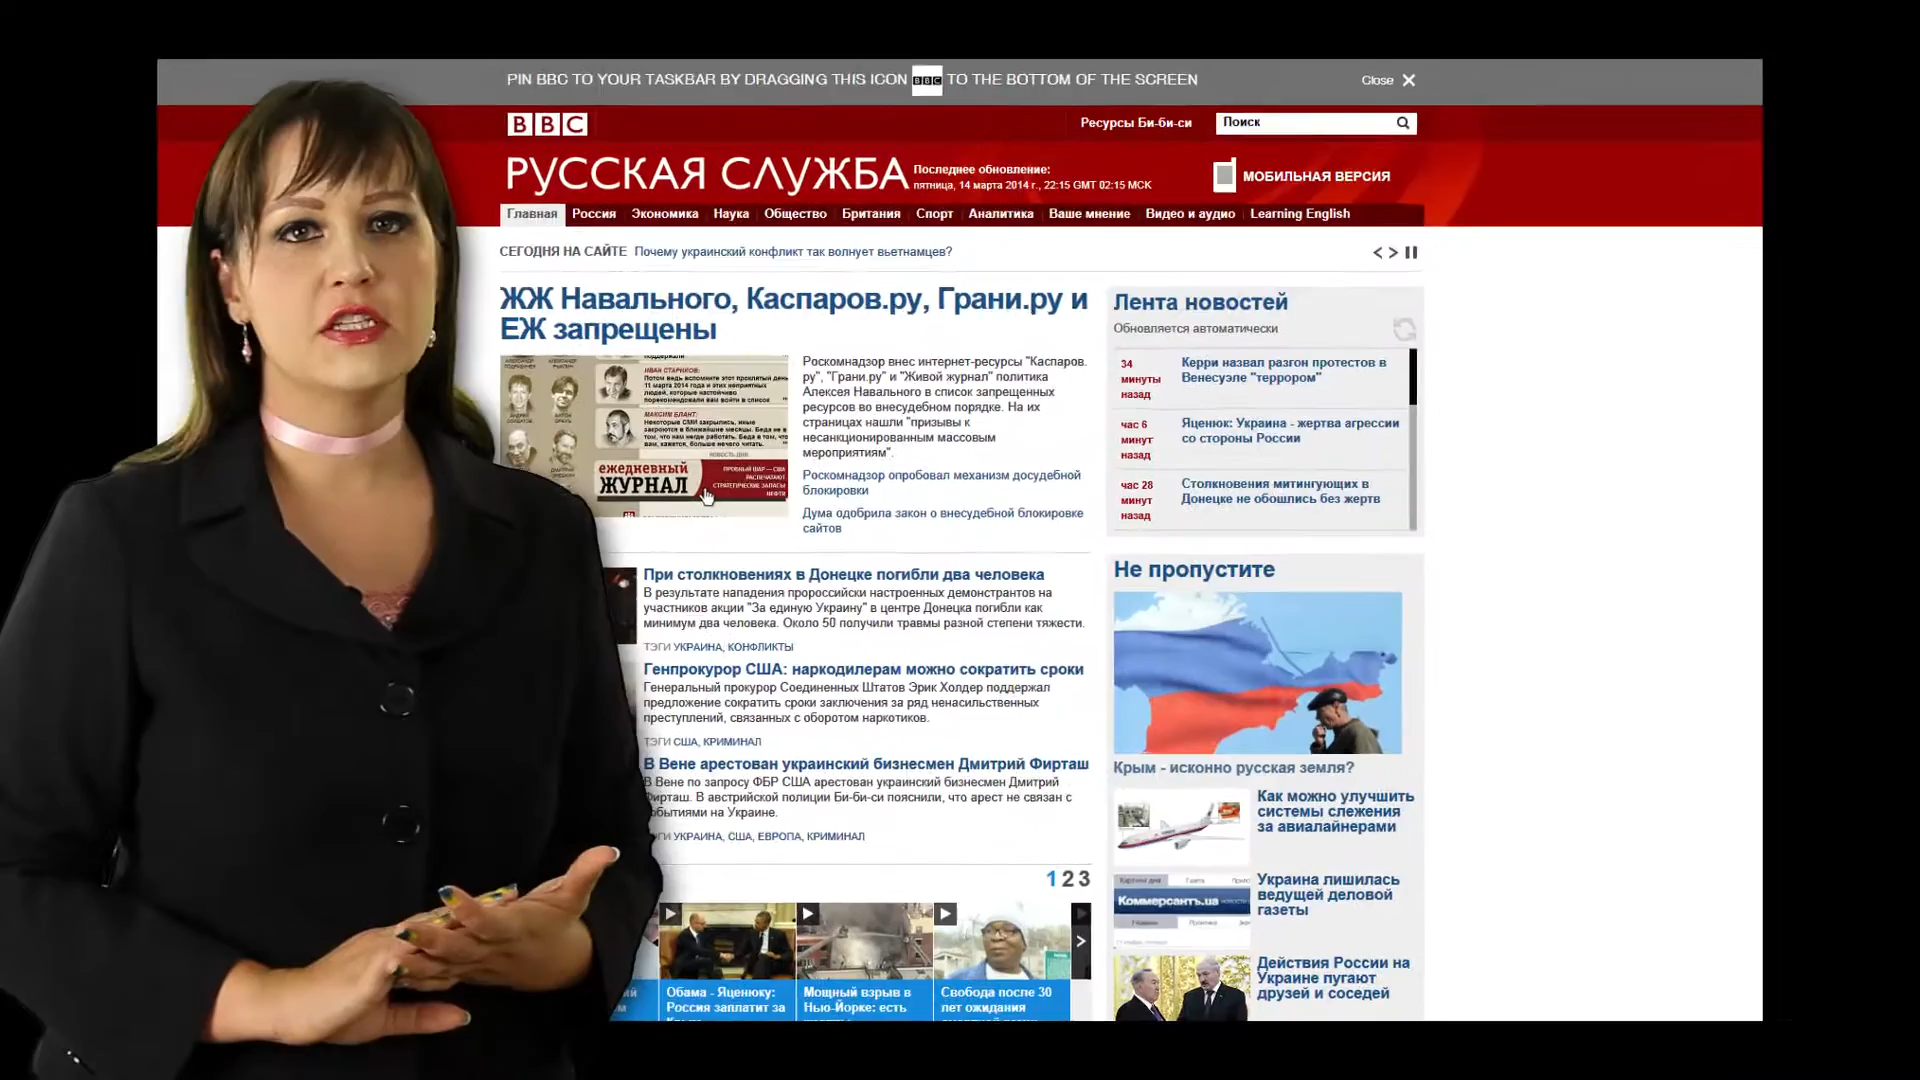 PIN BBC TO YOUR TASKBAR BY DRAGGING THIS ICON BBC TO THE BOTTOM OF THE SCREEN
Close
BBC
Ресурсы Би-би-си
Поиск
РУССКАЯ СЛУЖБА
Последнее обновление:
пятница, 14 марта 2014 г., 22:15 GMT 02:15 МСК
МОБИЛЬНАЯ ВЕРСИЯ
Главная Россия Экономика Наука Общество Британия Спорт Аналитика Ваше мнение Видео и аудио Learning English
СЕГОДНЯ НА САЙТЕ Почему украинский конфликт так волнует вьетнамцев?
ЖЖ Навального, Каспаров.ру, Грани.ру и
ЕЖ запрещены
ИВАН СТАРИКОВ:
МАКСИМ БЛАНТ:
ежедневный
ЖУРНАЛ
Роскомнадзор внес интернет-ресурсы "Каспаров.
ру", "Грани.ру" и "Живой журнал" политика
Алексея Навального в список запрещенных
ресурсов во внесудебном порядке. На их
страницах нашли "призывы к
несанкционированным массовым
мероприятиям".
Роскомнадзор опробовал механизм досудебной
блокировки
Дума одобрила закон о внесудебной блокировке
сайтов
При столкновениях в Донецке погибли два человека
В результате нападения пророссийски настроенных демонстрантов на
участников акции "За единую Украину" в центре Донецка погибли как
минимум два человека. Около 50 получили травмы разной степени тяжести.
ТЭГИ УКРАИНА, КОНФЛИКТЫ
Генпрокурор США: наркодилерам можно сократить сроки
Генеральный прокурор Соединенных Штатов Эрик Холдер поддержал
предложение сократить сроки заключения за ряд ненасильственных
преступлений, связанных с оборотом наркотиков.
ТЭГИ США, КРИМИНАЛ
В Вене арестован украинский бизнесмен Дмитрий Фирташ
В Вене по запросу ФБР США арестован украинский бизнесмен Дмитрий
Фирташ. В австрийской полиции Би-би-си пояснили, что арест не связан с
событиями на Украине.
ТЭГИ УКРАИНА, США, ЕВРОПА, КРИМИНАЛ
1 2 3
Обама - Яценюку:
Россия заплатит за
Мощный взрыв в
Нью-Йорке: есть
Свобода после 30
лет ожидания
Лента новостей
Обновляется автоматически
34
минуты
назад
Керри назвал разгон протестов в
Венесуэле "террором"
час 6
минут
назад
Яценюк: Украина - жертва агрессии
со стороны России
час 28
минут
назад
Столкновения митингующих в
Донецке не обошлись без жертв
Не пропустите
Крым - исконно русская земля?
Как можно улучшить
системы слежения
за авиалайнерами
Коммерсантъ.ua
Украина лишилась
ведущей деловой
газеты
Действия России на
Украине пугают
друзей и соседей